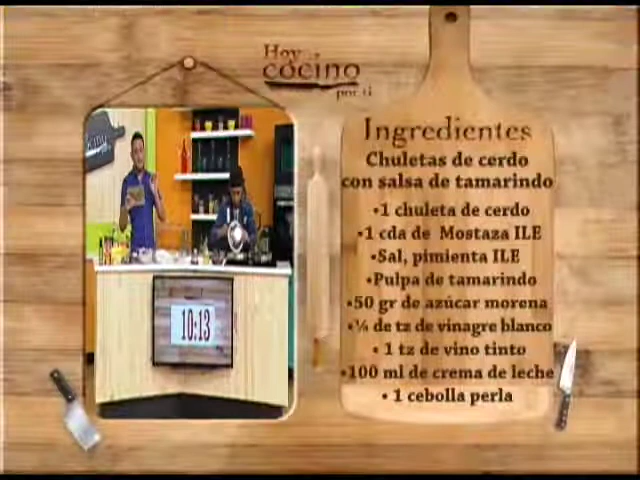 Hoy
cocino
por ti
Ingredientes
Chuletas de cerdo
con salsa de tamarindo
•1 chuleta de cerdo
•1 cda de Mostaza ILE
•Sal, pimienta ILE
•Pulpa de tamarindo
•50 gr de azúcar morena
•¼ de tz de vinagre blanco
• 1 tz de vino tinto
•100 ml de crema de leche
• 1 cebolla perla
10:13